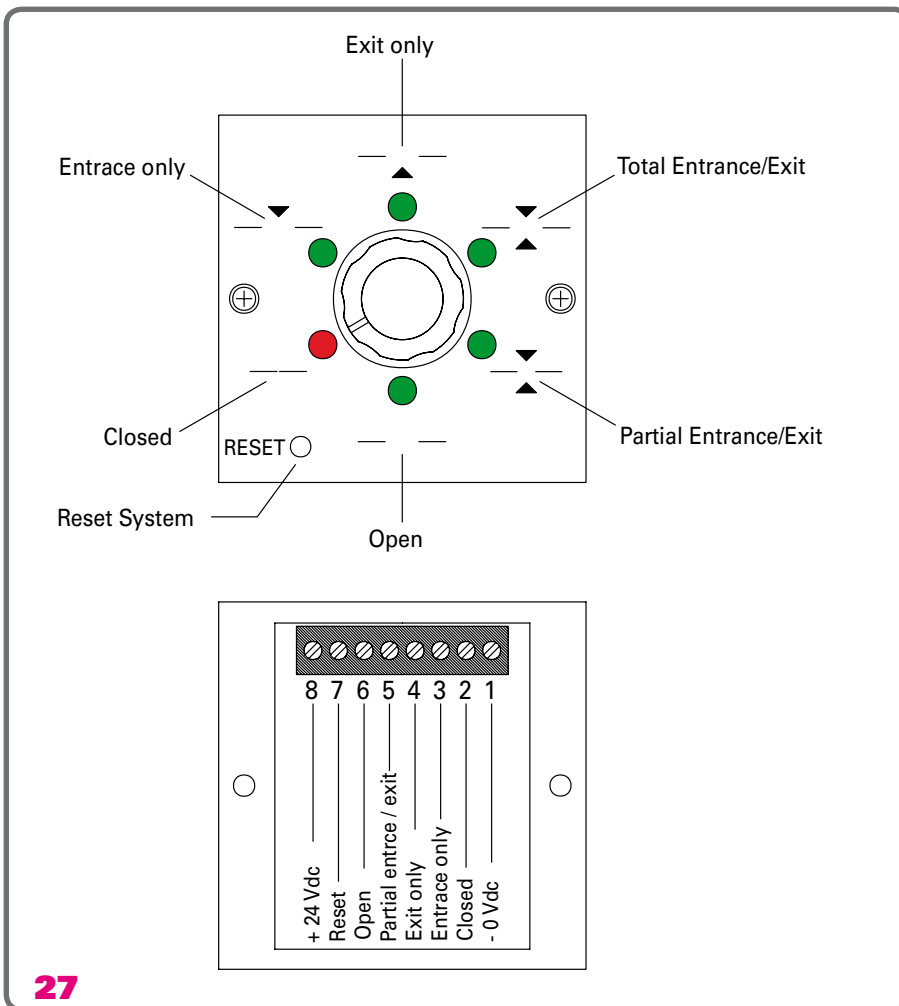 Exit only
Entrace only
Total Entrance/Exit
Closed
RESET
Partial Entrance/Exit
Reset System
Open
8 7 6 5 4 3 2 1
+ 24 Vdc
Reset
Open
Partial entrce / exit
Exit only
Entrace only
Closed
- 0 Vdc
27